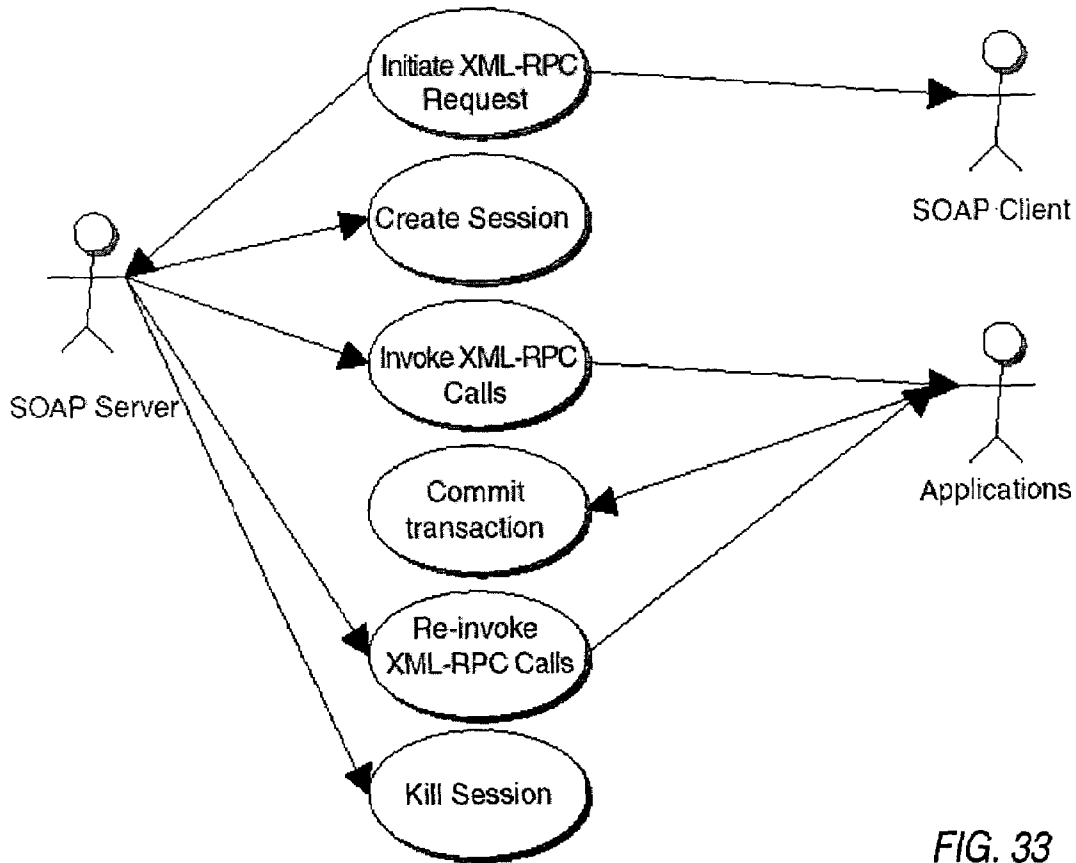 Initiate XML-RPC
Request
SOAP Client
Create Session
SOAP Server
Invoke XML-RPC
Calls
Applications
Commit
transaction
Re-invoke
XML-RPC Calls
Kill Session
FIG. 33